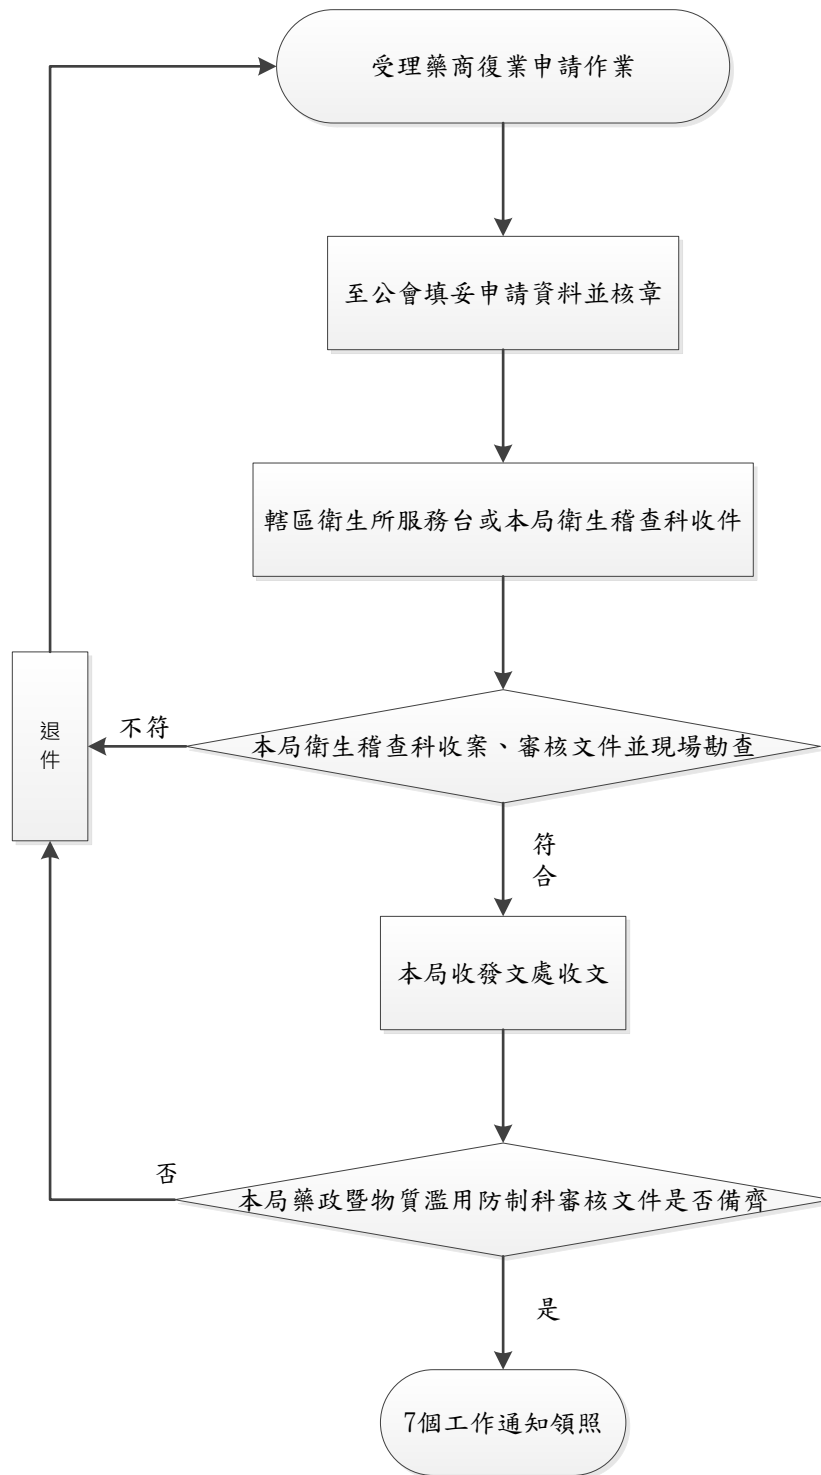 受理藥商復業申請作業
至公會填妥申請資料並核章
轄區衛生所服務台或本局衛生稽查科收件
退
件
不符
本局衛生稽查科收案、審核文件並現場勘查
符
合
本局收發文處收文
否
本局藥政暨物質濫用防制科審核文件是否備齊
是
7個工作通知領照